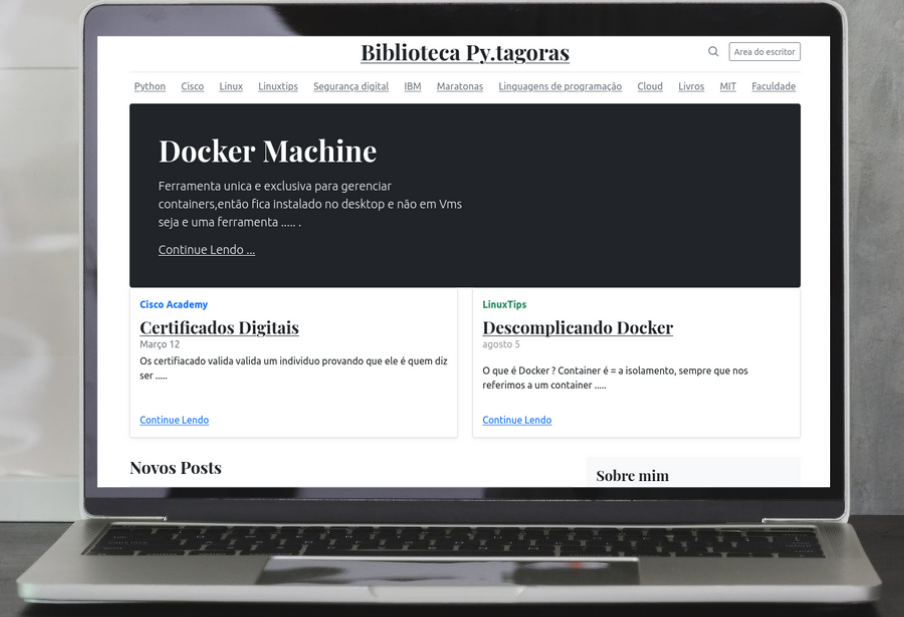 Biblioteca Py.tagoras
Area do escritor
Python Cisco Linux Linuxtips Segurança digital IBM Maratonas Linguagens de programação Cloud Livros MIT Faculdade
Docker Machine
Ferramenta unica e exclusiva para gerenciar
containers,então fica instalado no desktop e não em Vms
seja e uma ferramenta ..... .
Continue Lendo ...
Cisco Academy
Certificados Digitais
Março 12
Os certifiacado valida valida um individuo provando que ele é quem diz
ser .....
Continue Lendo
LinuxTips
Descomplicando Docker
agosto 5
O que é Docker ? Container é = a isolamento, sempre que nos
referimos a um container .....
Continue Lendo
Novos Posts
Sobre mim